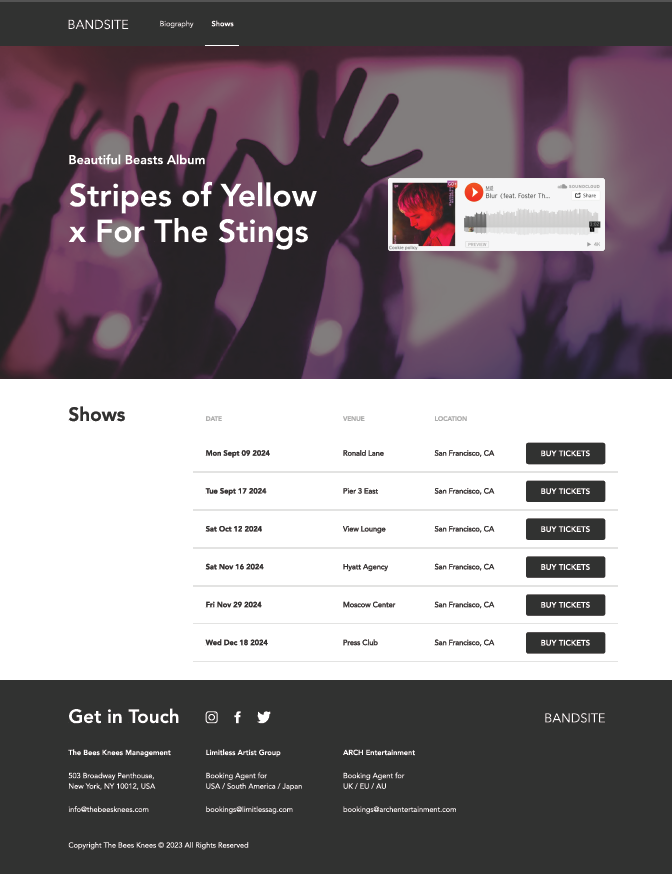 BANDSITE
Biography
Shows
Beautiful Beasts Album
Stripes of Yellow
x For The Stings
SOUNDCLOUD
Blur (feat. Foster Th...
Share
PREVIEW
Cookie policy
Shows
DATE VENUE LOCATION
Mon Sept 09 2024 Ronald Lane San Francisco, CA BUY TICKETS
Tue Sept 17 2024 Pier 3 East San Francisco, CA BUY TICKETS
Sat Oct 12 2024 View Lounge San Francisco, CA BUY TICKETS
Sat Nov 16 2024 Hyatt Agency San Francisco, CA BUY TICKETS
Fri Nov 29 2024 Moscow Center San Francisco, CA BUY TICKETS
Wed Dec 18 2024 Press Club San Francisco, CA BUY TICKETS
Get in Touch
BANDSITE
The Bees Knees Management
503 Broadway Penthouse,
New York, NY 10012, USA
info@thebeesknees.com
Limitless Artist Group
Booking Agent for
USA / South America / Japan
bookings@limitlessag.com
ARCH Entertainment
Booking Agent for
UK / EU / AU
bookings@archentertainment.com
Copyright The Bees Knees © 2023 All Rights Reserved